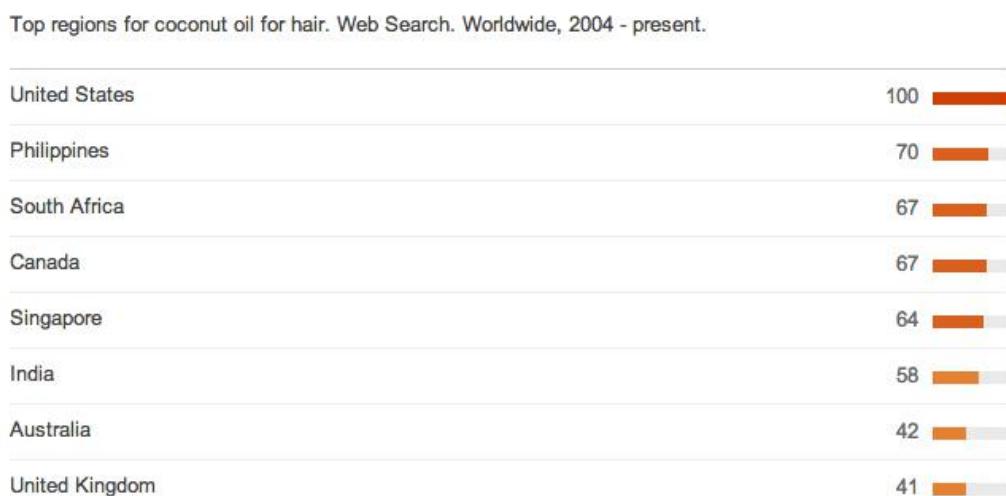 Top regions for coconut oil for hair. Web Search. Worldwide, 2004 - present.
United States 100
Philippines 70
South Africa 67
Canada 67
Singapore 64
India 58
Australia 42
United Kingdom 41